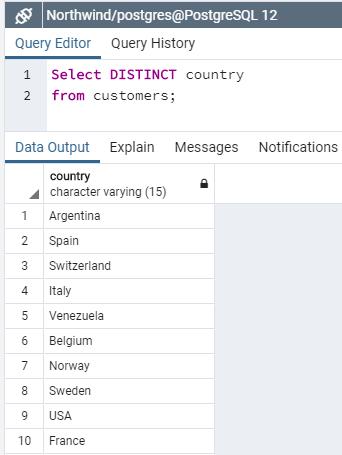 Northwind/postgres@PostgreSQL 12
Query Editor Query History
1 Select DISTINCT country
2 from customers;
Data Output Explain Messages Notifications
country
character varying (15)
1 Argentina
2 Spain
3 Switzerland
4 Italy
5 Venezuela
6 Belgium
7 Norway
8 Sweden
9 USA
10 France